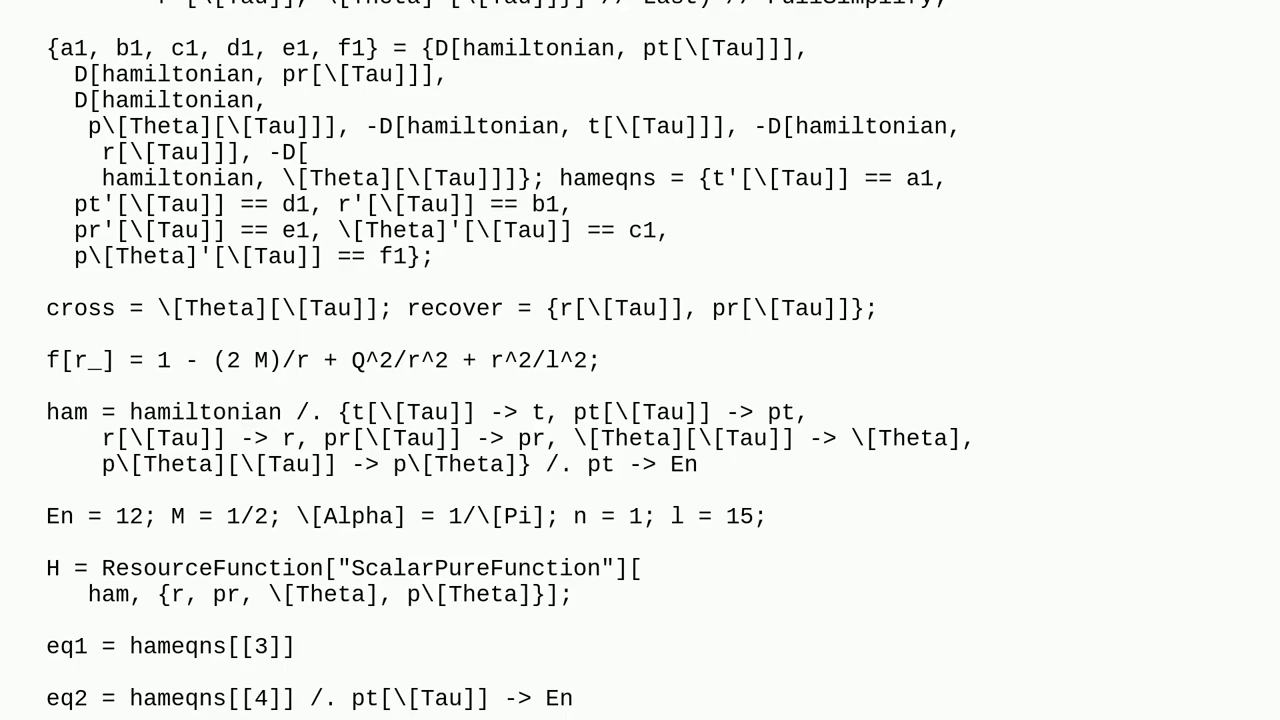 r'[\[Tau]], \[Theta]'[\[Tau]]}] // Last) // FullSimplify;
{a1, b1, c1, d1, e1, f1} = {D[hamiltonian, pt[\[Tau]]],
D[hamiltonian, pr[\[Tau]]],
D[hamiltonian,
p\[Theta][\[Tau]]], -D[hamiltonian, t[\[Tau]]], -D[hamiltonian,
r[\[Tau]]], -D[
hamiltonian, \[Theta][\[Tau]]]}; hameqns = {t'[\[Tau]] == a1,
pt'[\[Tau]] == d1, r'[\[Tau]] == b1,
pr'[\[Tau]] == e1, \[Theta]'[\[Tau]] == c1,
p\[Theta]'[\[Tau]] == f1};
cross = \[Theta][\[Tau]]; recover = {r[\[Tau]], pr[\[Tau]]};
f[r_] = 1 - (2 M)/r + Q^2/r^2 + r^2/l^2;
ham = hamiltonian /. {t[\[Tau]] -> t, pt[\[Tau]] -> pt,
r[\[Tau]] -> r, pr[\[Tau]] -> pr, \[Theta][\[Tau]] -> \[Theta],
p\[Theta][\[Tau]] -> p\[Theta]} /. pt -> En
En = 12; M = 1/2; \[Alpha] = 1/\[Pi]; n = 1; l = 15;
H = ResourceFunction["ScalarPureFunction"][
ham, {r, pr, \[Theta], p\[Theta]}];
eq1 = hameqns[[3]]
eq2 = hameqns[[4]] /. pt[\[Tau]] -> En